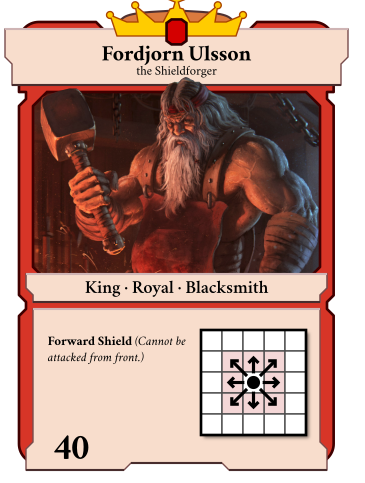 Fordjorn Ulsson
the Shieldforger
King · Royal · Blacksmith
Forward Shield (Cannot be
attacked from front.)
40